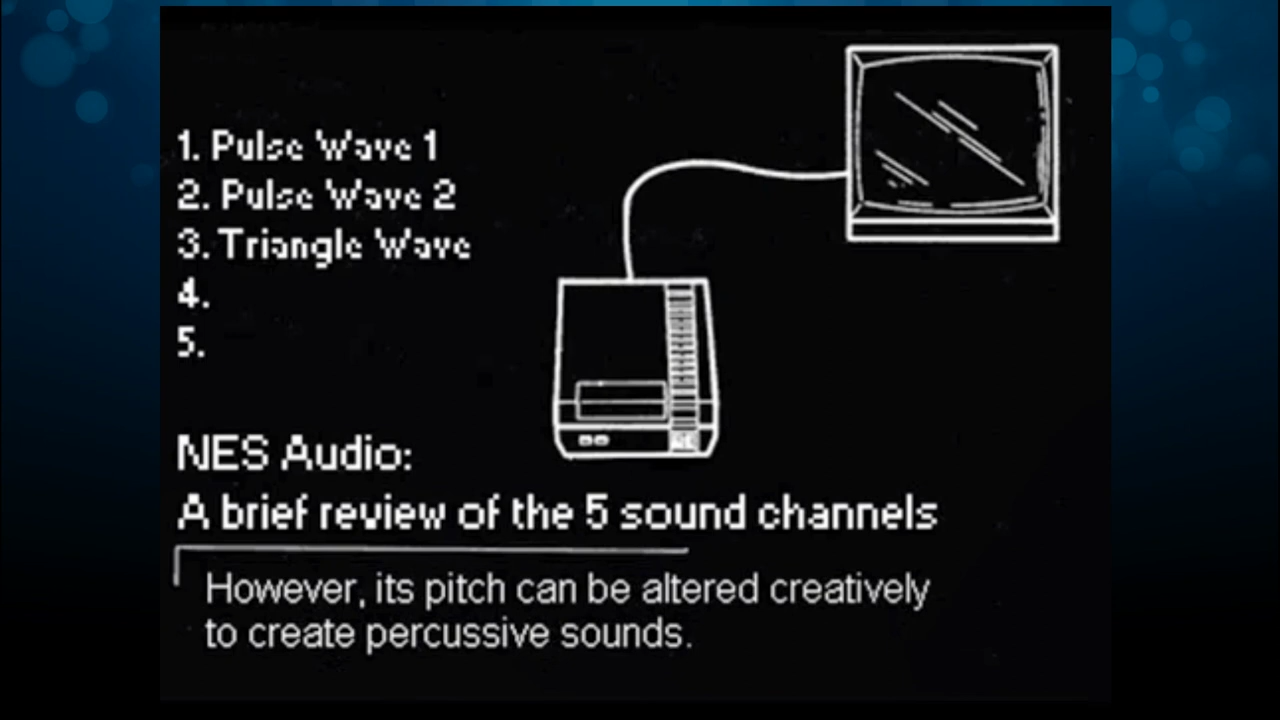 1. Pulse Wave 1
2. Pulse Wave 2
3. Triangle Wave
4.
5.
NES Audio:
A brief review of the 5 sound channels
However, its pitch can be altered creatively
to create percussive sounds.